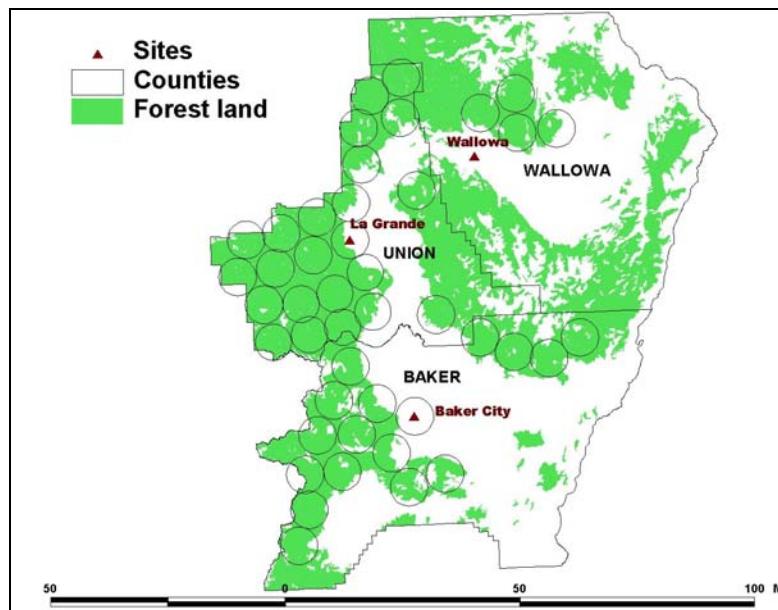 Sites
Counties
Forest land
Wallowa
WALLOWA
La Grande
UNION
BAKER
Baker City
50 0 50 100